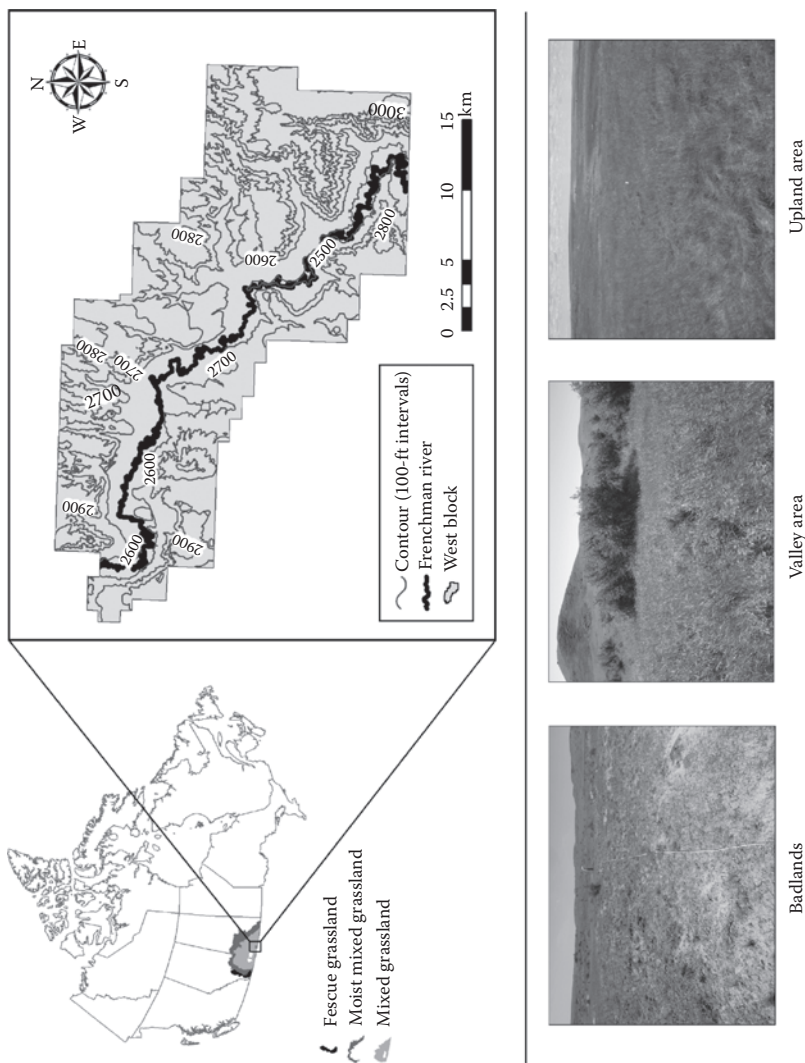 Fescue grassland
Moist mixed grassland
Mixed grassland
N
W
E
S
2900
2600
2900
2600
2700
2800
2700
2700
2800
2600
2500
2800
3000
Contour (100-ft intervals)
Frenchman river
West block
0 2.5 5 10 15
km
Badlands
Valley area
Upland area